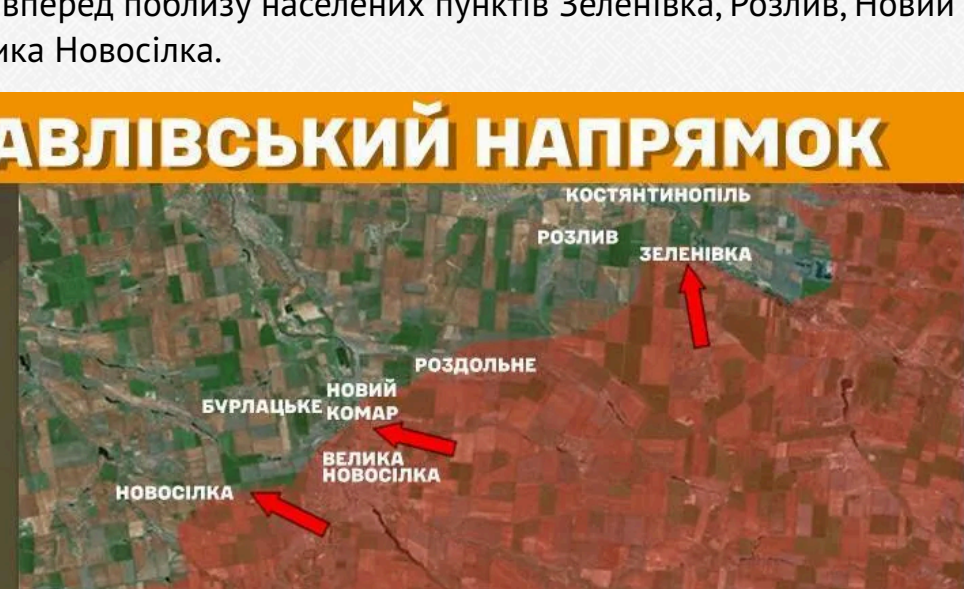 вперед поблизу населених пунктів Зеленівка, Розлив, Новий
ика Новосілка.
АВЛІВСЬКИЙ НАПРЯМОК
КОСТЯНТИНОПІЛЬ
РОЗЛИВ
ЗЕЛЕНІВКА
РОЗДОЛЬНЕ
НОВИЙ
КОМАР
БУРЛАЦЬКЕ
ВЕЛИКА
НОВОСІЛКА
НОВОСІЛКА